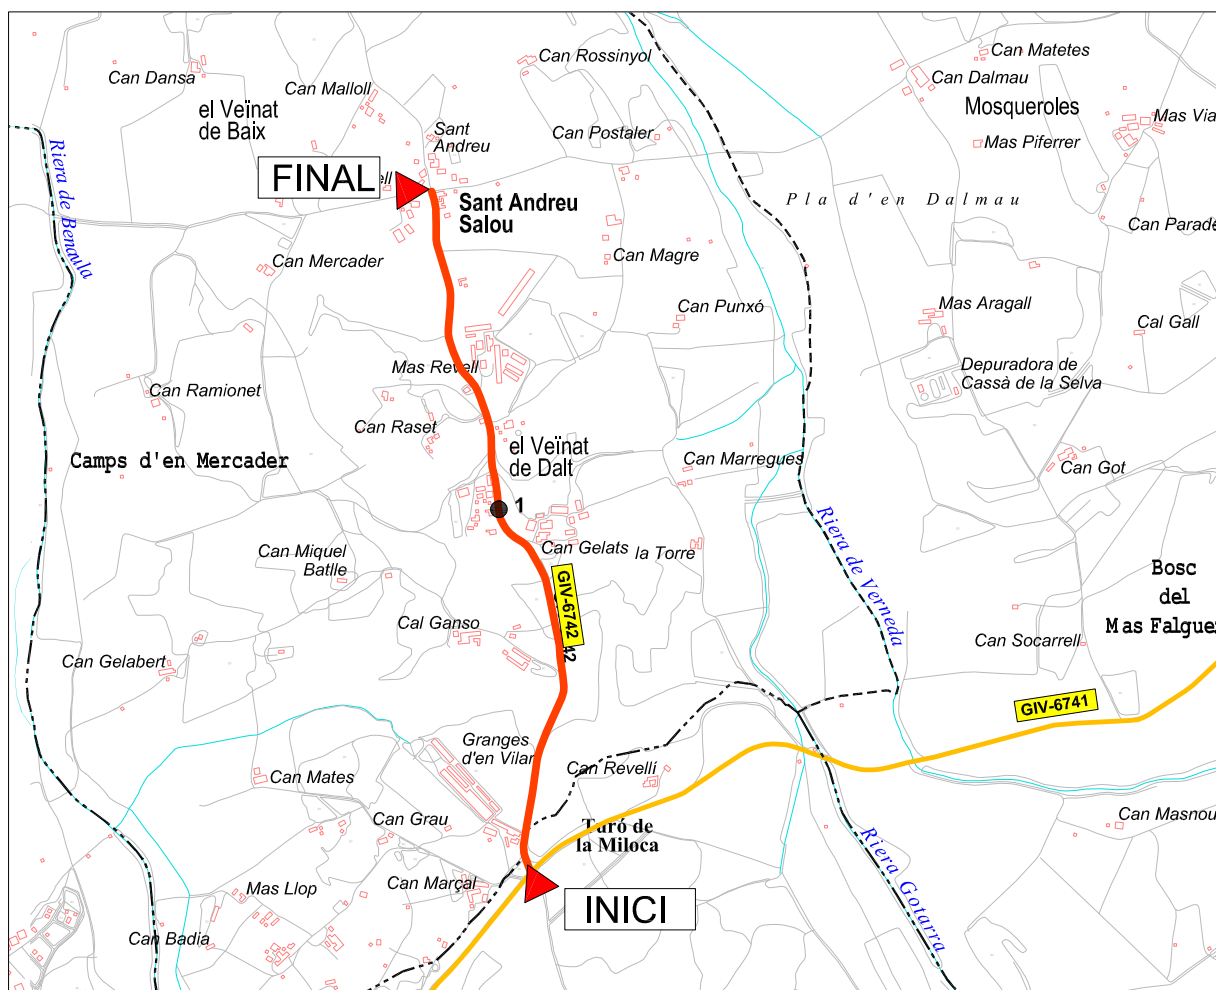 Can Rossinyol
Can Matetes
Can Dansa
Can Dalmau
Can Malloll
el Veïnat
de Baix
Mosqueroles
Mas Via
Sant
Andreu
Can Postaler
Mas Piferrer
FINAL
ell
Sant Andreu
Salou
Pla d'en Dalmau
Riera de Benaula
Can Parade
Can Mercader
Can Magre
Can Punxó
Mas Aragall
Cal Gall
Mas Revell
Depuradora de
Cassà de la Selva
Can Ramionet
Can Raset
el Veïnat
de Dalt
Camps d'en Mercader
Can Marregues
Can Got
1
Riera de Verneda
Can Miquel
Batlle
Can Gelats
la Torre
GIV-6742
42
Bosc
del
Mas Falgue
Cal Ganso
Can Socarrell
Can Gelabert
GIV-6741
Granges
d'en Vilar
Can Mates
Can Revellí
Can Grau
Turó de
la Miloca
Can Masnou
Riera Gotarra
Mas Llop
Can Marçal
INICI
Can Badia